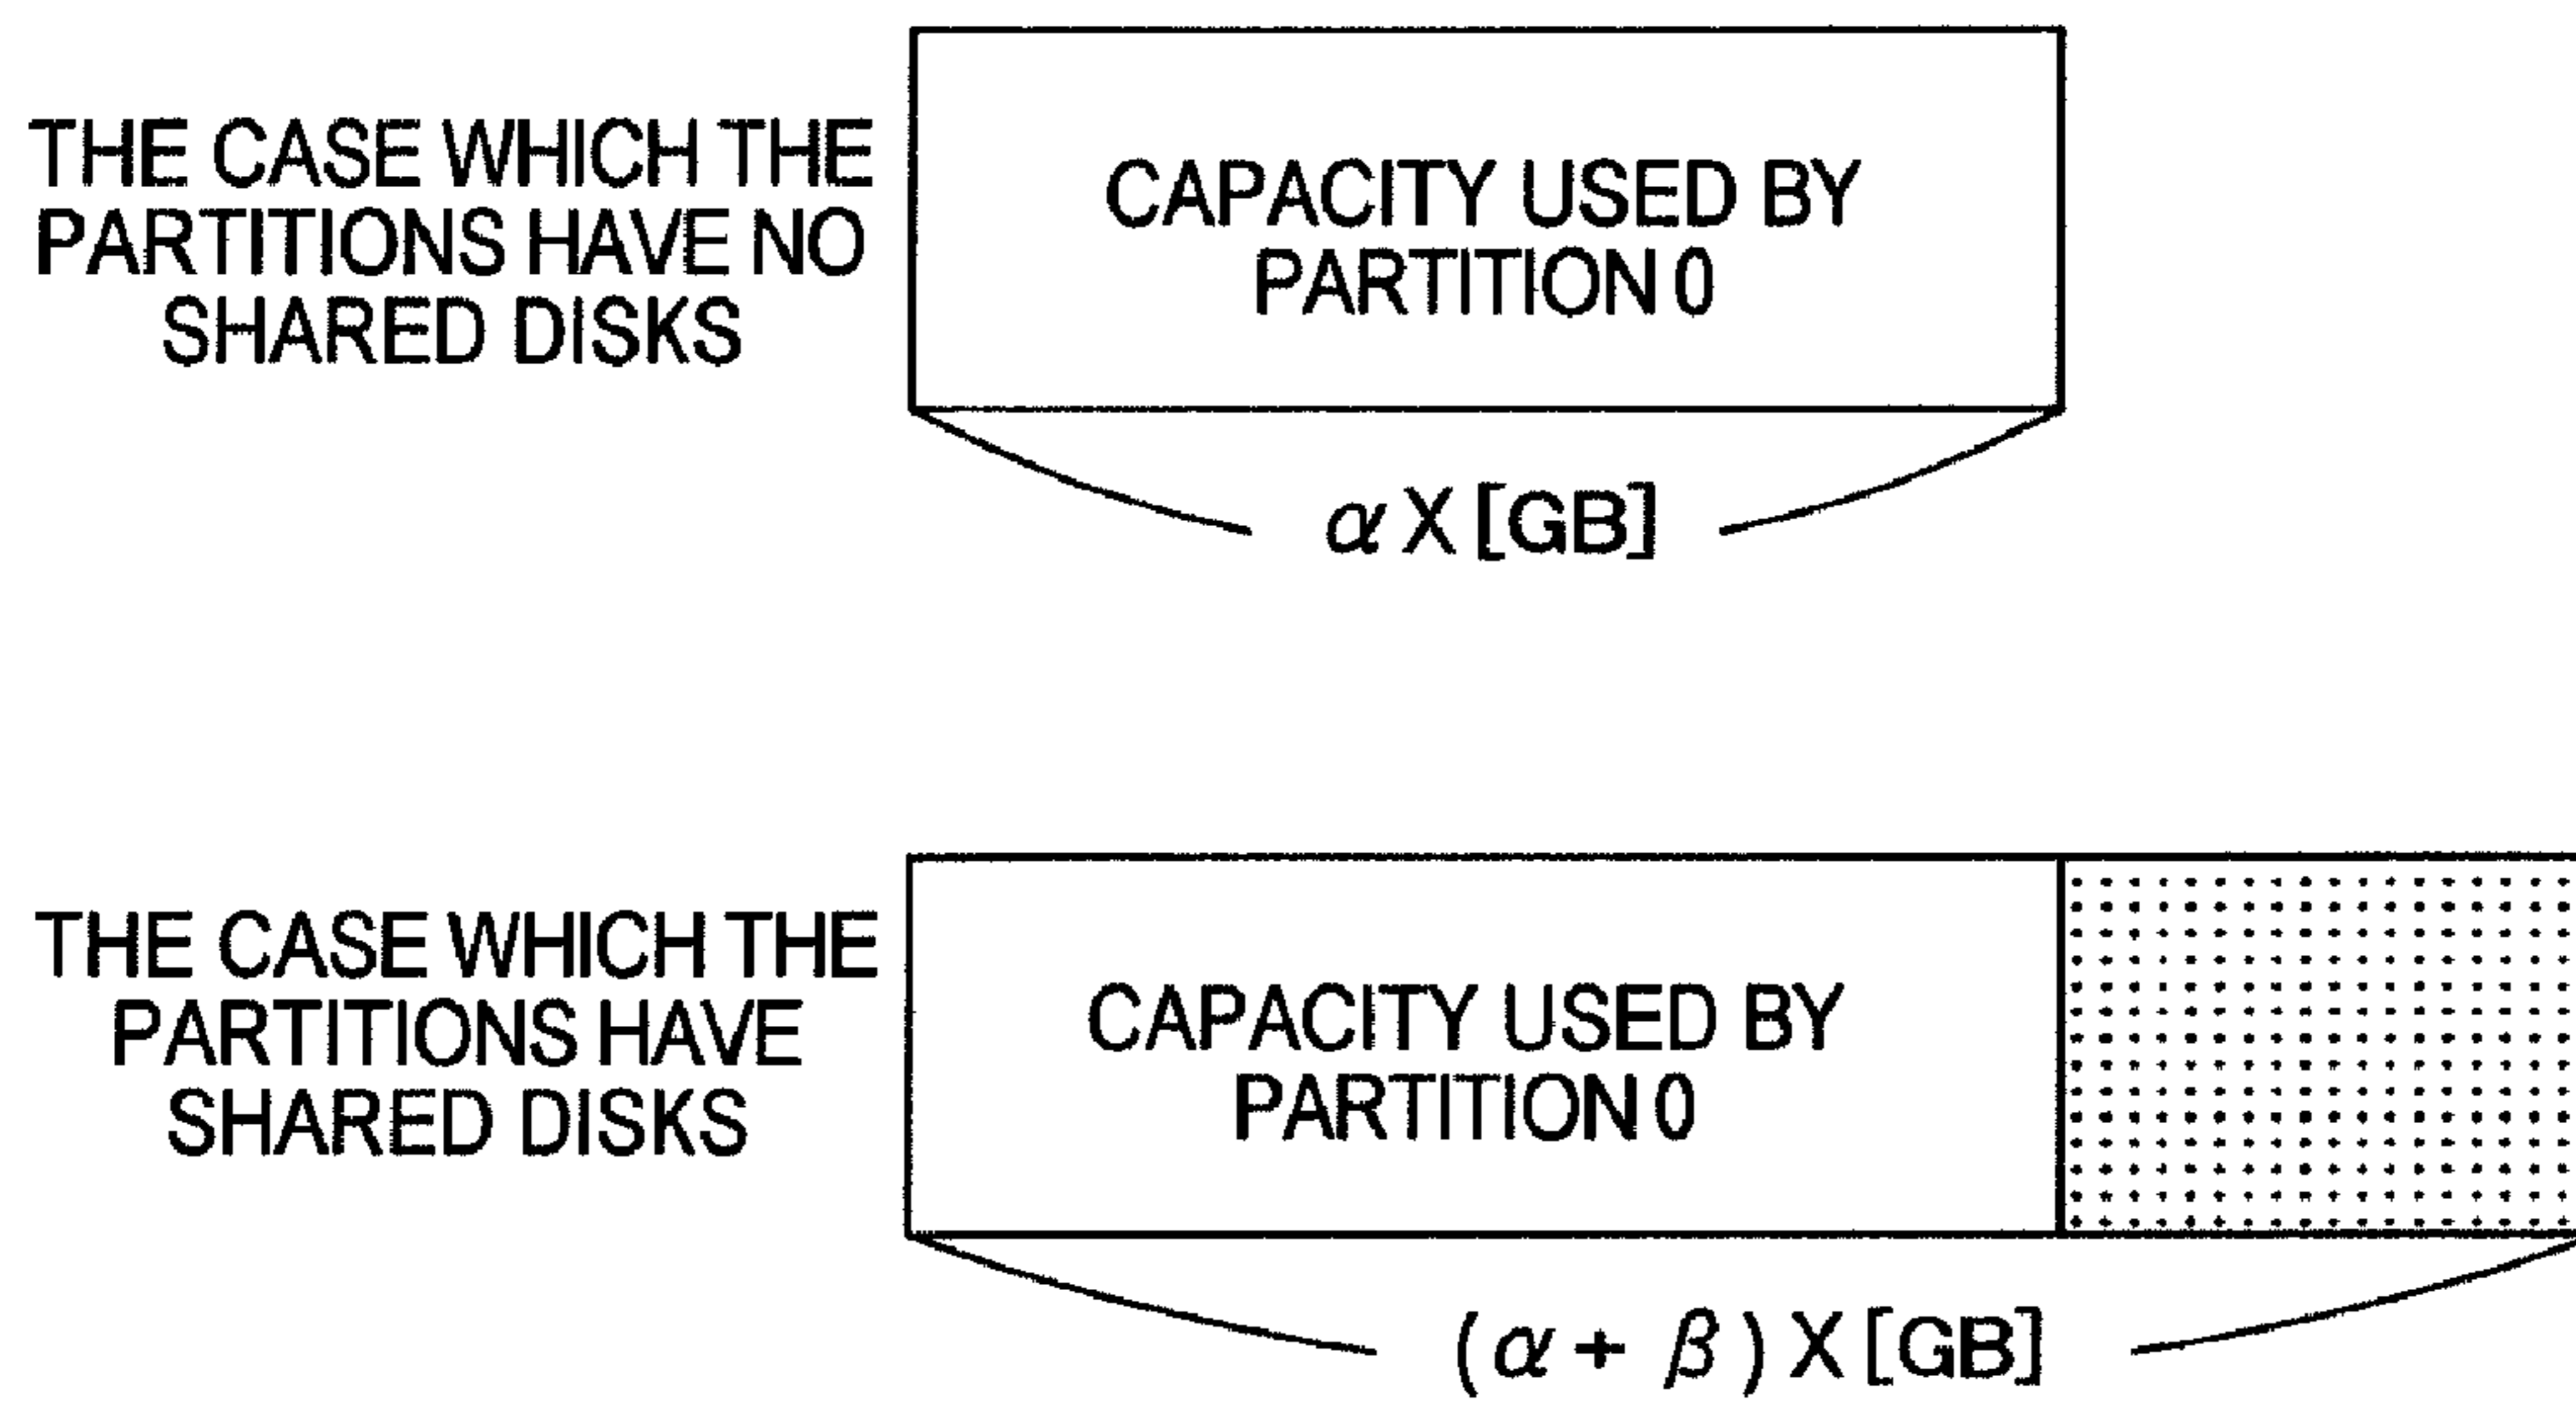 THE CASE WHICH THE
PARTITIONS HAVE NO
SHARED DISKS
CAPACITY USED BY
PARTITION 0
α X [GB]
THE CASE WHICH THE
PARTITIONS HAVE
SHARED DISKS
CAPACITY USED BY
PARTITION 0
(α + β) X [GB]